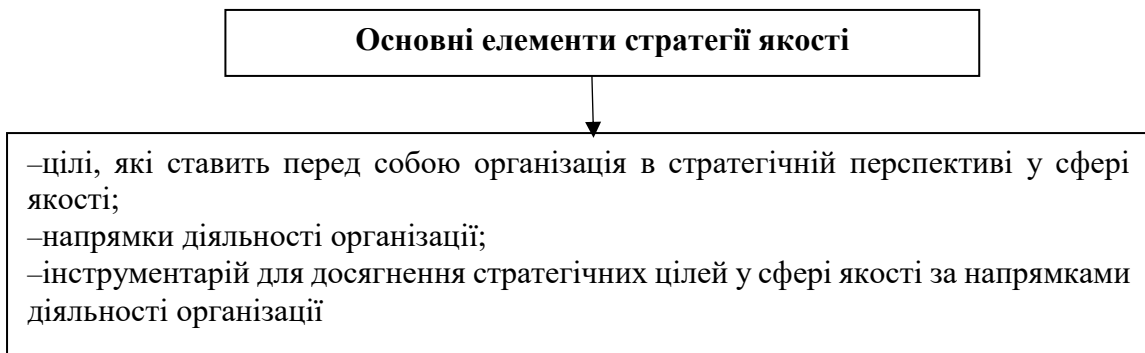 Основні елементи стратегії якості
–цілі, які ставить перед собою організація в стратегічній перспективі у сфері
якості;
–напрямки діяльності організації;
–інструментарій для досягнення стратегічних цілей у сфері якості за напрямками
діяльності організації